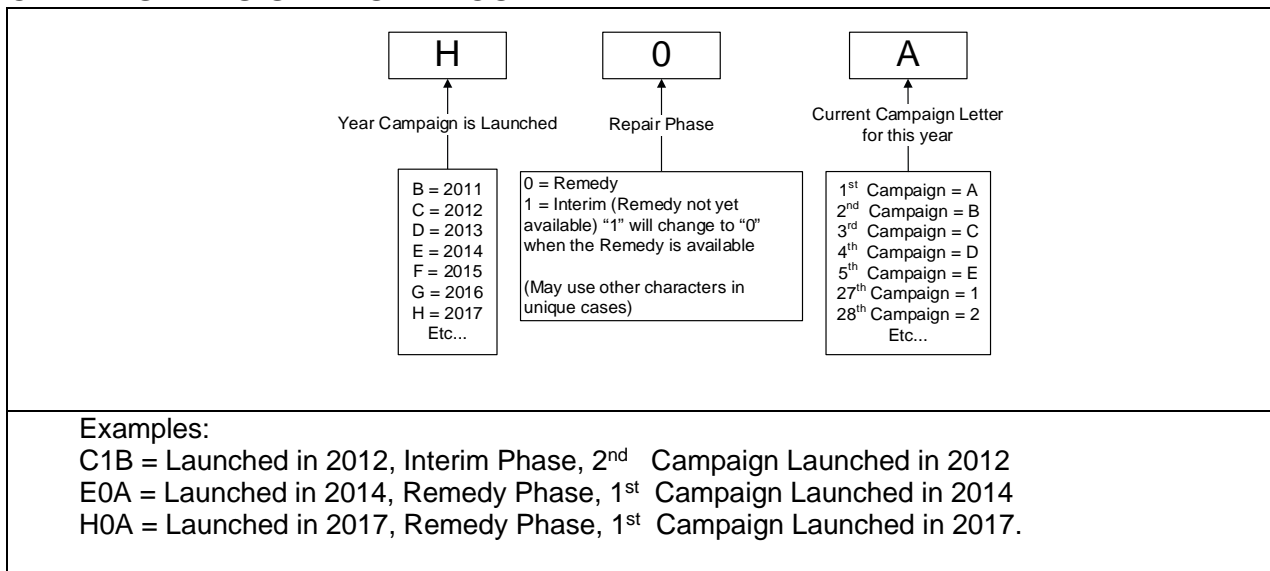 H 0 A
Year Campaign is Launched
Repair Phase
Current Campaign Letter
for this year
B = 2011
C = 2012
D = 2013
E = 2014
F = 2015
G = 2016
H = 2017
Etc...
0 = Remedy
1 = Interim (Remedy not yet
available) “1” will change to “0”
when the Remedy is available
(May use other characters in
unique cases)
1st Campaign = A
2nd Campaign = B
3rd Campaign = C
4th Campaign = D
5th Campaign = E
27th Campaign = 1
28th Campaign = 2
Etc...
Examples:
C1B = Launched in 2012, Interim Phase, 2nd Campaign Launched in 2012
E0A = Launched in 2014, Remedy Phase, 1st Campaign Launched in 2014
H0A = Launched in 2017, Remedy Phase, 1st Campaign Launched in 2017.